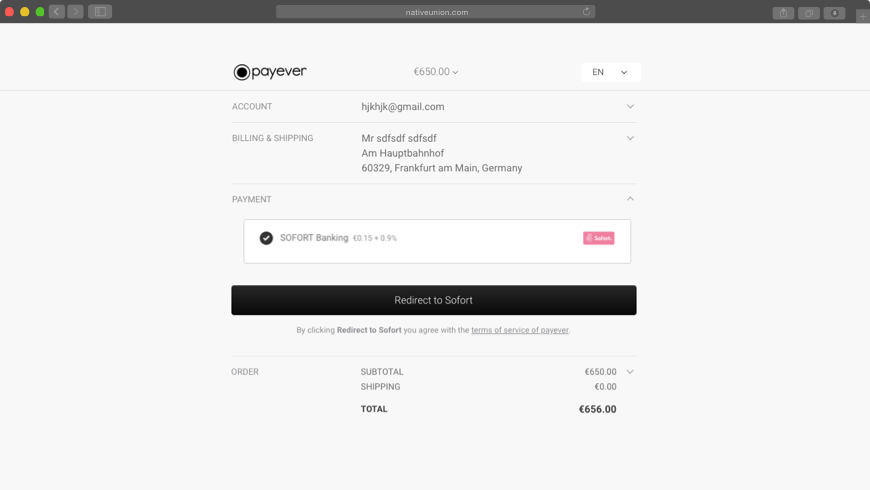 nativeunion.com
payever
€650.00
EN
ACCOUNT
hjkhjk@gmail.com
BILLING & SHIPPING
Mr sdfsdf sdfsdf
Am Hauptbahnhof
60329, Frankfurt am Main, Germany
PAYMENT
SOFORT Banking €0.15 + 0.9%
Sofort.
Redirect to Sofort
By clicking Redirect to Sofort you agree with the terms of service of payever.
ORDER
SUBTOTAL €650.00
SHIPPING €0.00
TOTAL €656.00